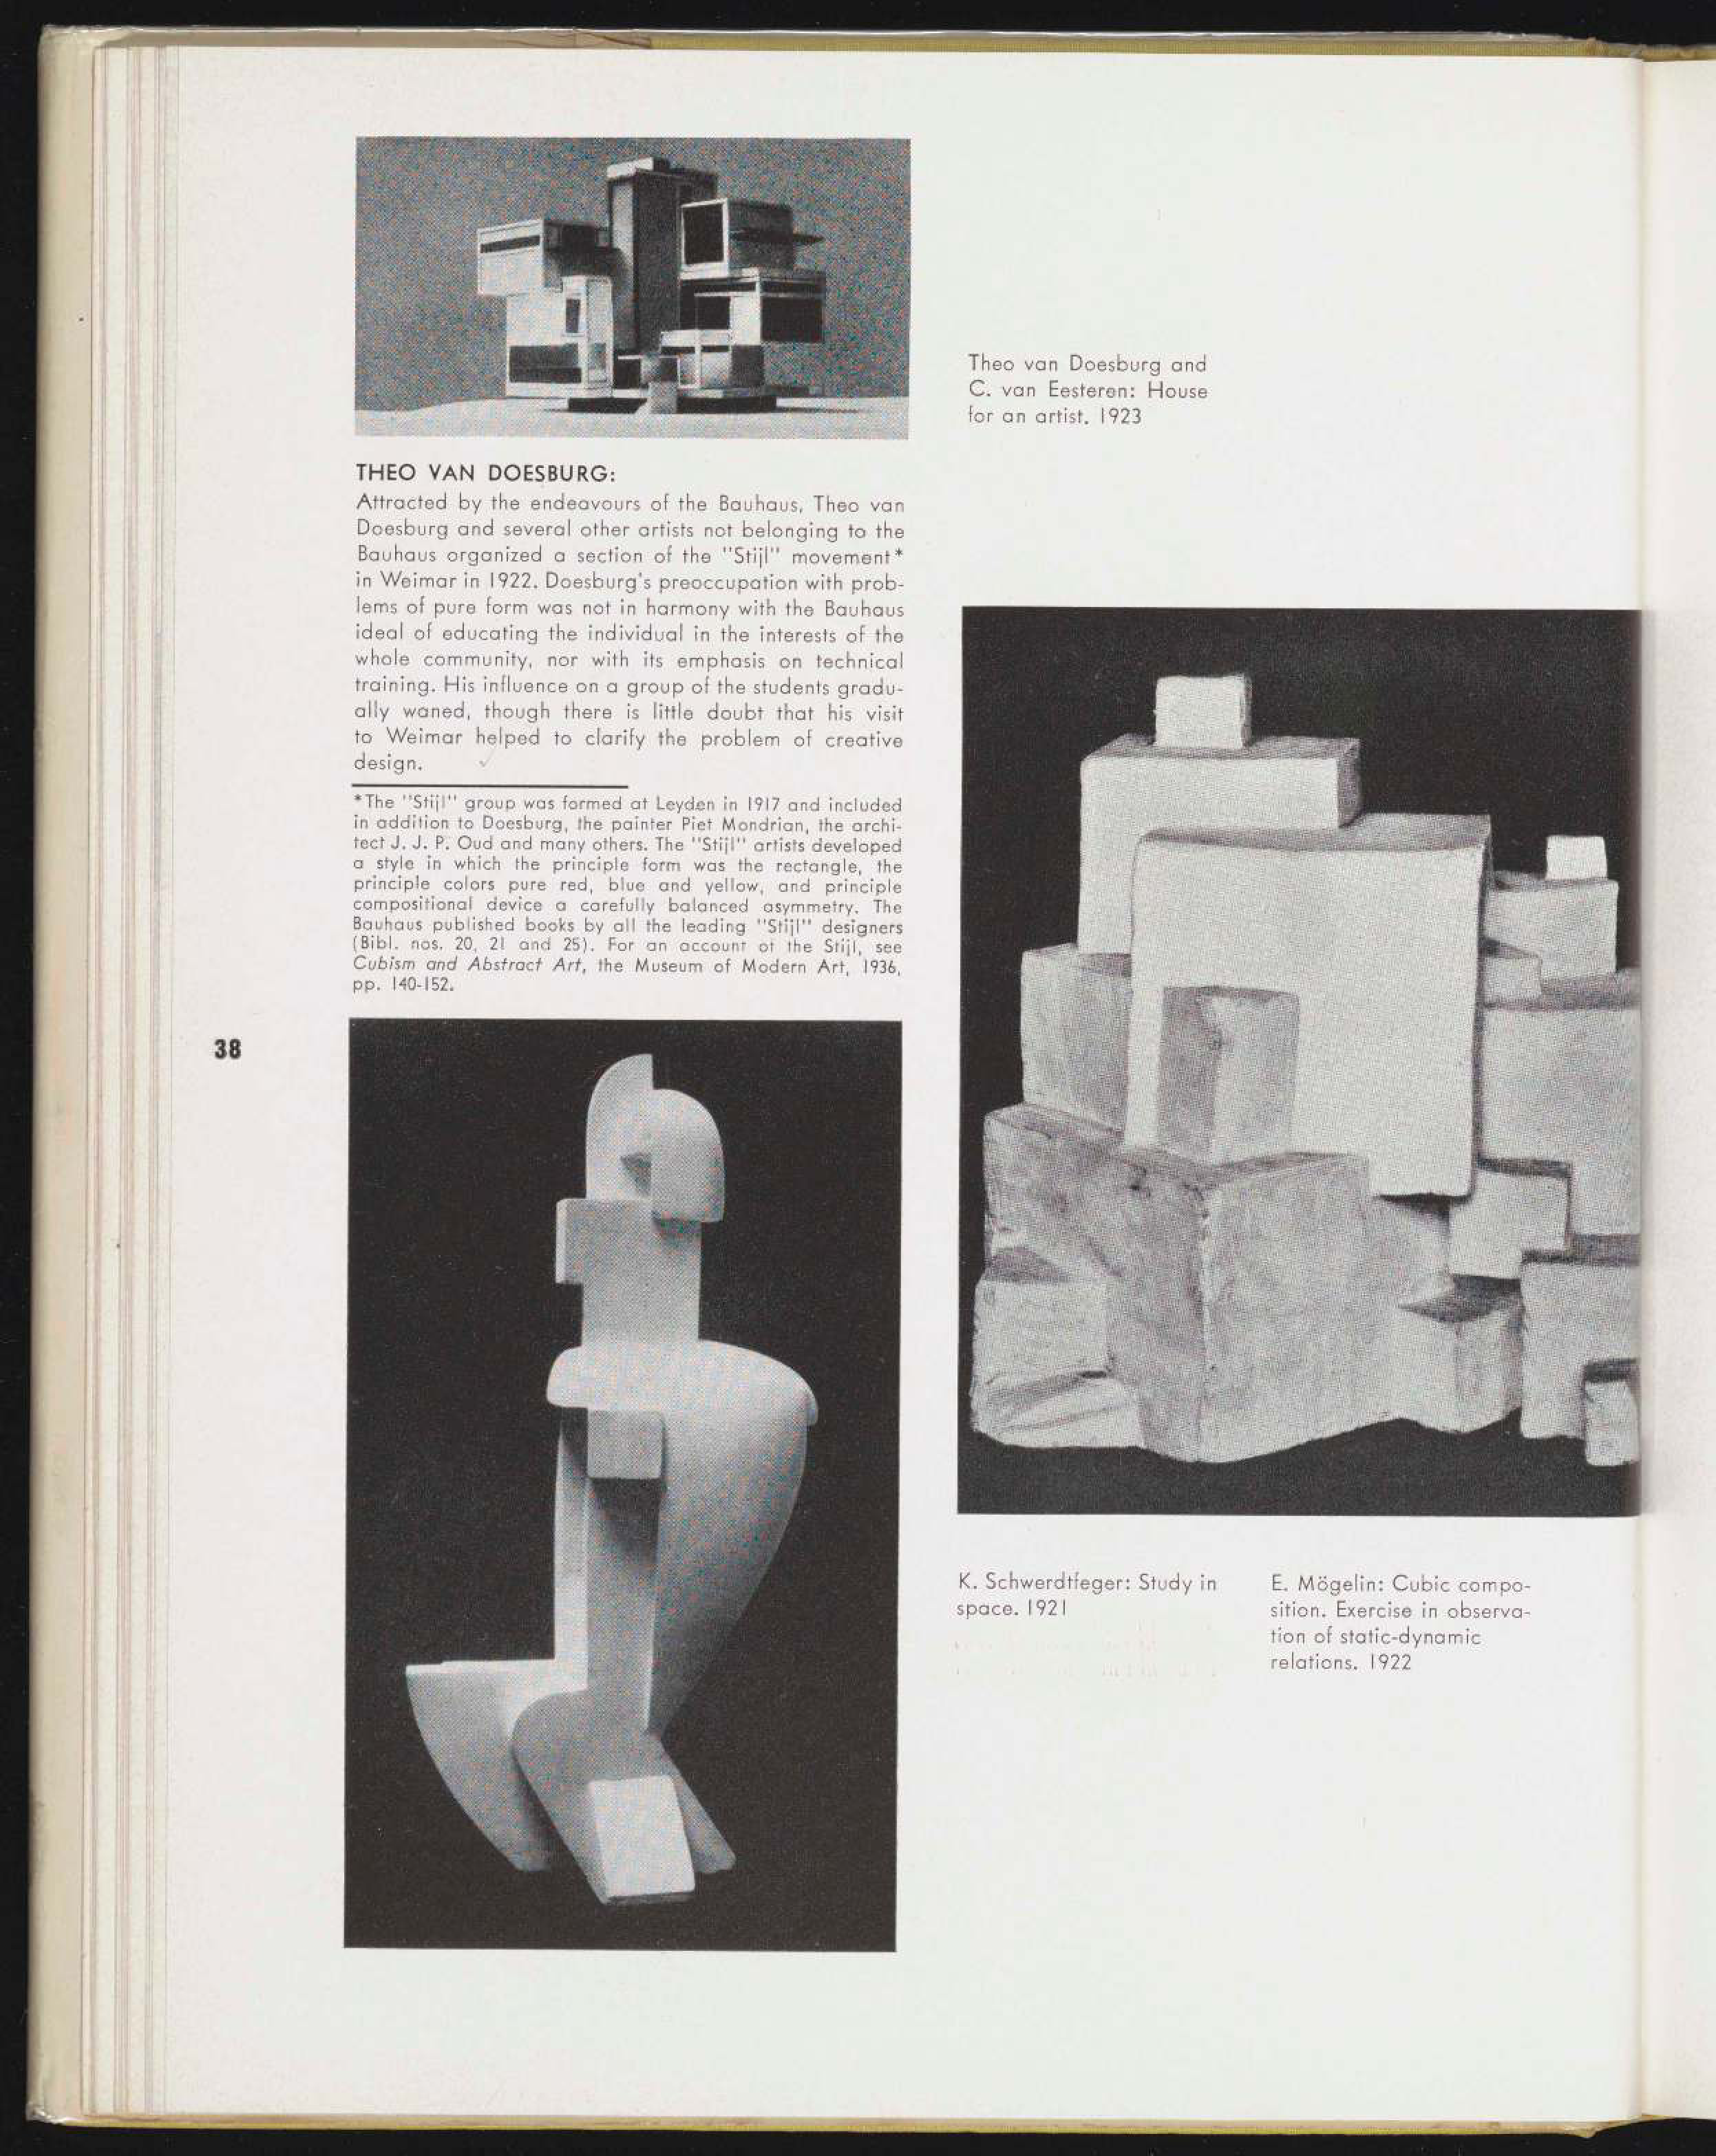 Theo van Doesburg and
C. van Eesteren: House
for an artist. 1923
THEO VAN DOESBURG:
Attracted by the endeavours of the Bauhaus, Theo van
Doesburg and several other artists not belonging to the
Bauhaus organized a section of the "Stijl" movement*
in Weimar in 1922. Doesburg's preoccupation with prob-
lems of pure form was not in harmony with the Bauhaus
ideal of educating the individual in the interests of the
whole community, nor with its emphasis on technical
training. His influence on a group of the students gradu-
ally waned, though there is little doubt that his visit
to Weimar helped to clarify the problem of creative
design.
*The "Stijl" group was formed at Leyden in 1917 and included
in addition to Doesburg, the painter Piet Mondrian, the archi-
tect J. J. P. Oud and many others. The "Stijl" artists developed
a style in which the principle form was the rectangle, the
principle colors pure red, blue and yellow, and principle
compositional device a carefully balanced asymmetry. The
Bauhaus published books by all the leading "Stijl" designers
(Bibl. nos. 20, 21 and 25). For an account of the Stijl, see
Cubism and Abstract Art, the Museum of Modern Art, 1936,
pp. 140-152.
38
K. Schwerdtfeger: Study in
space. 1921
E. Mögelin: Cubic compo-
sition. Exercise in observa-
tion of static-dynamic
relations. 1922